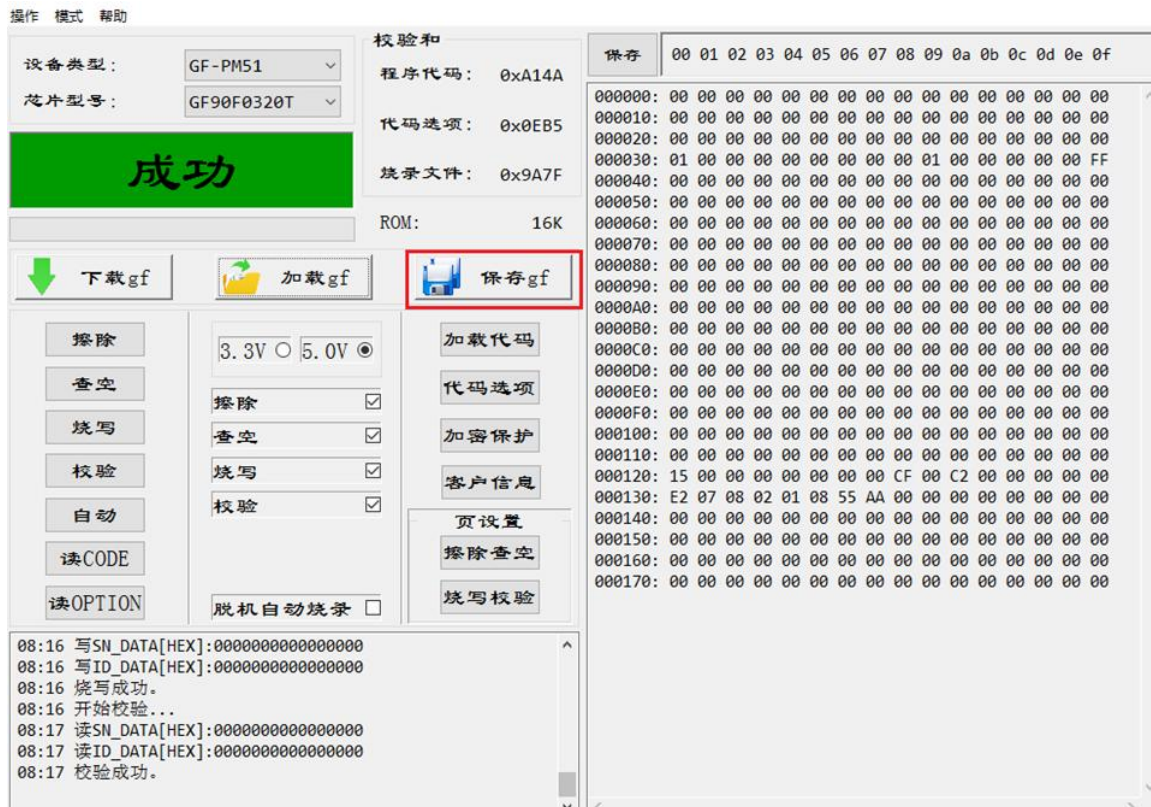 操作 模式 帮助
设备类型: GF-PM51
芯片型号: GF90F0320T
成功
校验和
程序代码: 0xA14A
代码选项: 0x0EB5
烧录文件: 0x9A7F
ROM: 16K
下载gf 加载gf 保存gf
擦除
查空
烧写
校验
自动
读CODE
读OPTION
3.3V 5.0V
擦除
查空
烧写
校验
脱机自动烧录
加载代码
代码选项
加密保护
客户信息
页设置
擦除查空
烧写校验
08:16 写SN_DATA[HEX]:0000000000000000
08:16 写ID_DATA[HEX]:0000000000000000
08:16 烧写成功。
08:16 开始校验...
08:17 读SN_DATA[HEX]:0000000000000000
08:17 读ID_DATA[HEX]:0000000000000000
08:17 校验成功。
保存 00 01 02 03 04 05 06 07 08 09 0a 0b 0c 0d 0e 0f
000000: 00 00 00 00 00 00 00 00 00 00 00 00 00 00 00 00
000010: 00 00 00 00 00 00 00 00 00 00 00 00 00 00 00 00
000020: 00 00 00 00 00 00 00 00 00 00 00 00 00 00 00 00
000030: 01 00 00 00 00 00 00 00 00 01 00 00 00 00 00 FF
000040: 00 00 00 00 00 00 00 00 00 00 00 00 00 00 00 00
000050: 00 00 00 00 00 00 00 00 00 00 00 00 00 00 00 00
000060: 00 00 00 00 00 00 00 00 00 00 00 00 00 00 00 00
000070: 00 00 00 00 00 00 00 00 00 00 00 00 00 00 00 00
000080: 00 00 00 00 00 00 00 00 00 00 00 00 00 00 00 00
000090: 00 00 00 00 00 00 00 00 00 00 00 00 00 00 00 00
0000A0: 00 00 00 00 00 00 00 00 00 00 00 00 00 00 00 00
0000B0: 00 00 00 00 00 00 00 00 00 00 00 00 00 00 00 00
0000C0: 00 00 00 00 00 00 00 00 00 00 00 00 00 00 00 00
0000D0: 00 00 00 00 00 00 00 00 00 00 00 00 00 00 00 00
0000E0: 00 00 00 00 00 00 00 00 00 00 00 00 00 00 00 00
0000F0: 00 00 00 00 00 00 00 00 00 00 00 00 00 00 00 00
000100: 00 00 00 00 00 00 00 00 00 00 00 00 00 00 00 00
000110: 00 00 00 00 00 00 00 00 00 00 00 00 00 00 00 00
000120: 15 00 00 00 00 00 00 00 CF 00 C2 00 00 00 00 00
000130: E2 07 08 02 01 08 55 AA 00 00 00 00 00 00 00 00
000140: 00 00 00 00 00 00 00 00 00 00 00 00 00 00 00 00
000150: 00 00 00 00 00 00 00 00 00 00 00 00 00 00 00 00
000160: 00 00 00 00 00 00 00 00 00 00 00 00 00 00 00 00
000170: 00 00 00 00 00 00 00 00 00 00 00 00 00 00 00 00